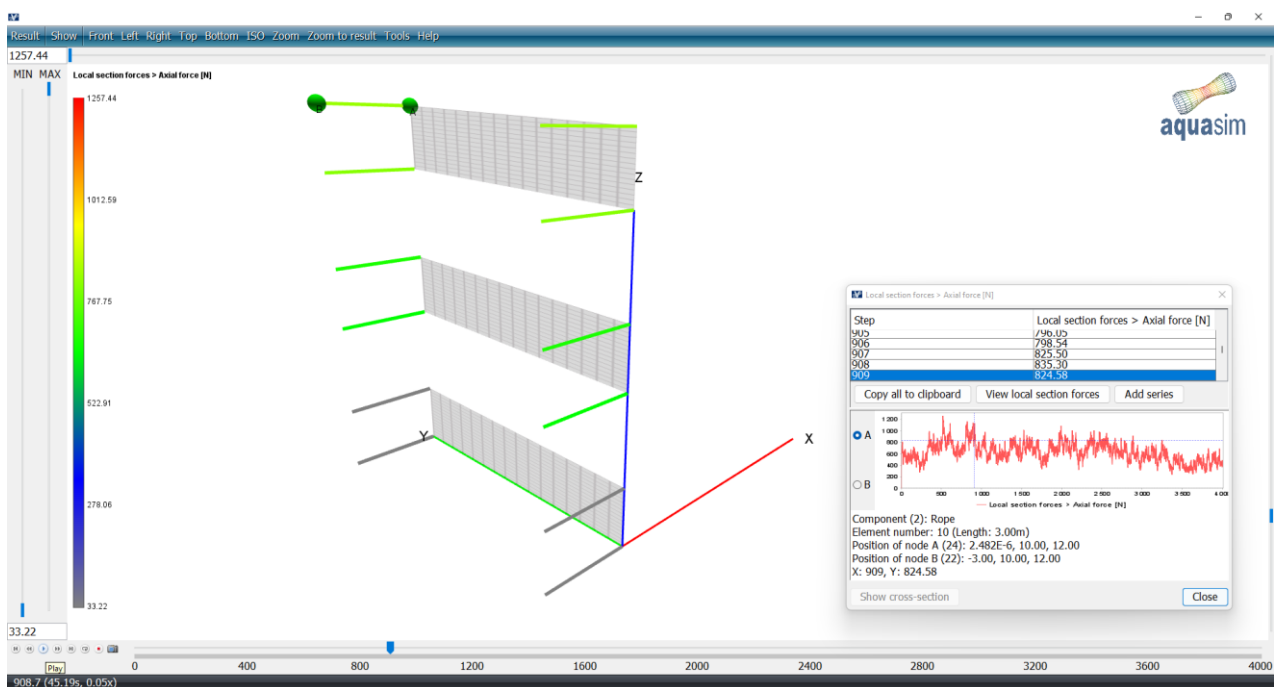 Result Show Front Left Right Top Bottom ISO Zoom Zoom to result Tools Help
1257.44
MIN MAX Local section forces > Axial force [N]
1257.44
1012.59
767.75
522.91
278.06
33.22
33.22
B A
Z
Y
X
aquasim
Local section forces > Axial force [N]
Step Local section forces > Axial force [N]
905 796.05
906 798.54
907 825.50
908 835.30
909 824.58
Copy all to clipboard View local section forces Add series
A
B
1 200
1 000
800
600
400
200
0
0 500 1 000 1 500 2 000 2 500 3 000 3 500 4 00
Local section forces > Axial force [N]
Component (2): Rope
Element number: 10 (Length: 3.00m)
Position of node A (24): 2.482E-6, 10.00, 12.00
Position of node B (22): -3.00, 10.00, 12.00
X: 909, Y: 824.58
Show cross-section Close
Play
0 400 800 1200 1600 2000 2400 2800 3200 3600 4000
908.7 (45.19s, 0.05x)